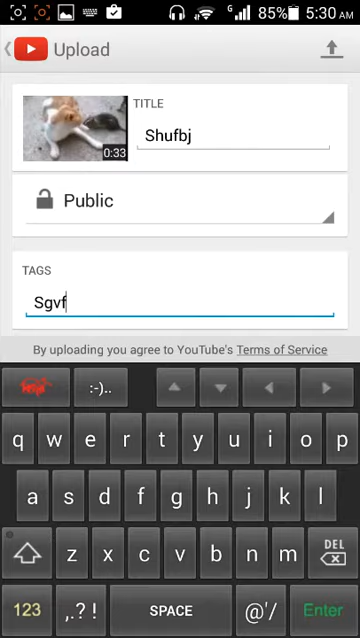 G 85% 5:30 AM
Upload
TITLE
Shufbj
0:33
Public
TAGS
Sgvf
By uploading you agree to YouTube's Terms of Service
:-)..
q w e r t y u i o p
a s d f g h j k l
z x c v b n m DEL
123 ,.?! SPACE @'/ Enter